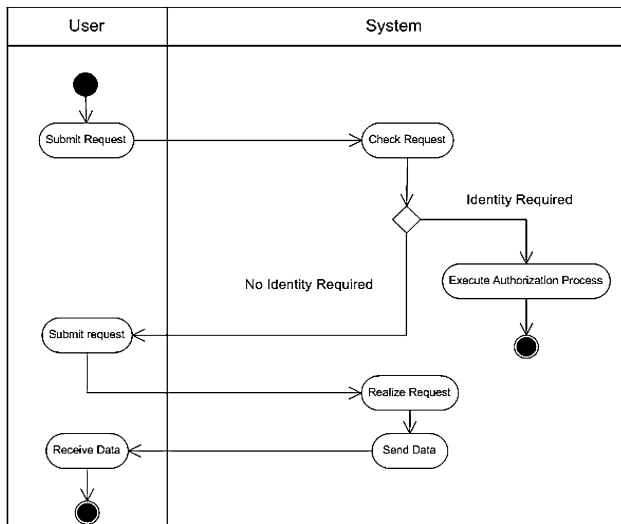 User
System
Submit Request
Check Request
Identity Required
Execute Authorization Process
No Identity Required
Submit request
Realize Request
Receive Data
Send Data